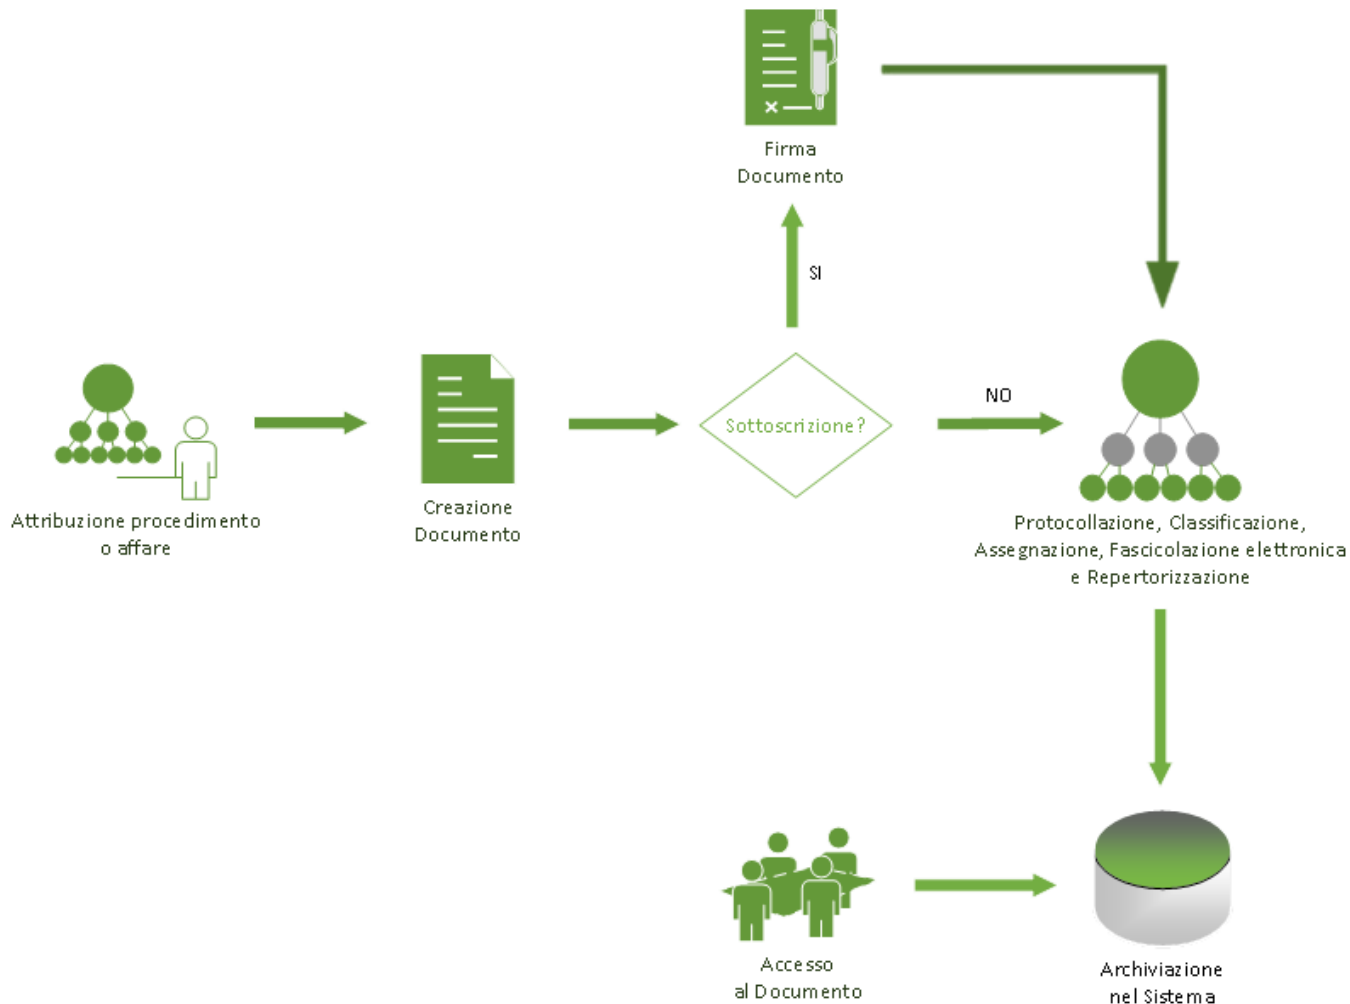 Firma
Documento
SI
NO
Sottoscrizione?
Attribuzione procedimento
o affare
Creazione
Documento
Protocollazione, Classificazione,
Assegnazione, Fascicolazione elettronica
e Repertorizzazione
Accesso
al Documento
Archiviazione
nel Sistema